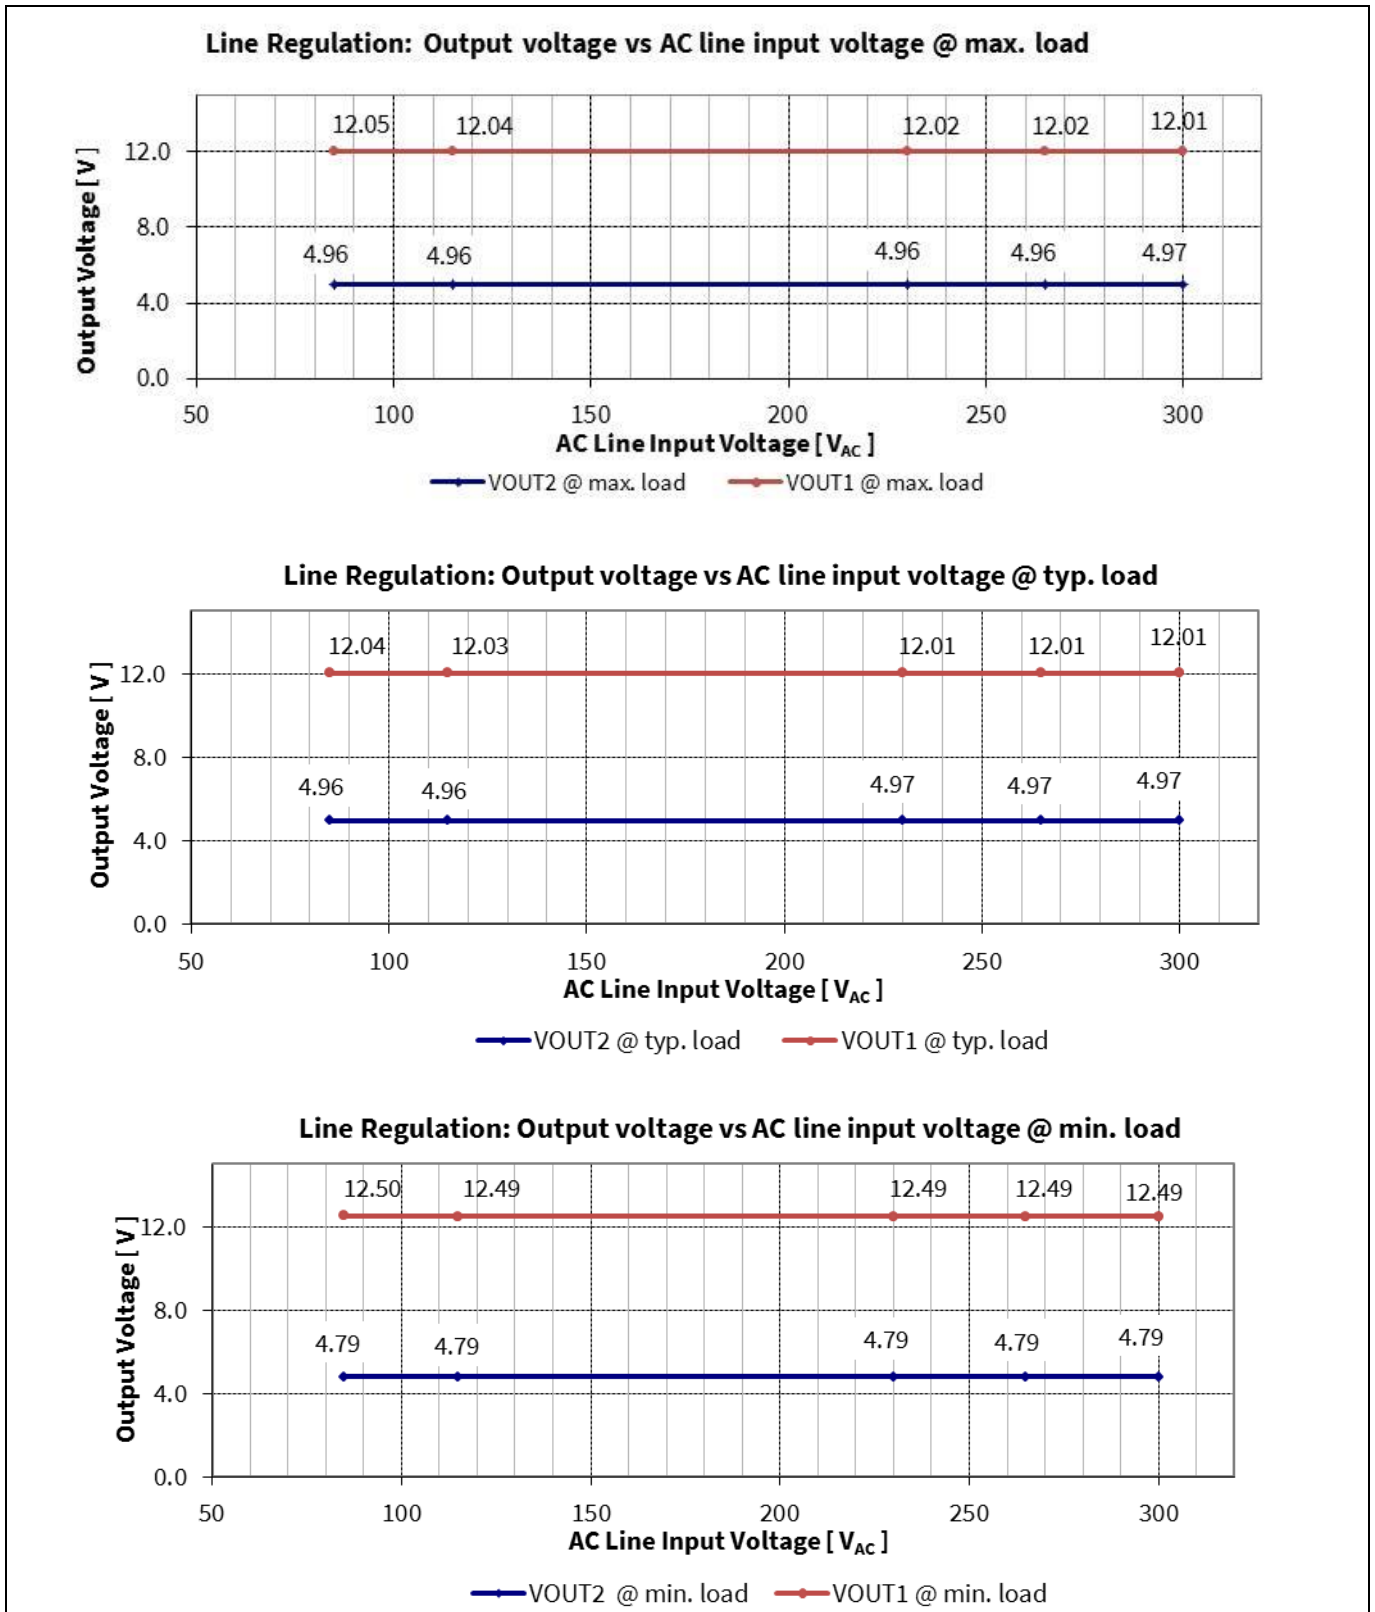 Line Regulation: Output voltage vs AC line input voltage @ max. load
Output Voltage [ V ]
12.0
8.0
4.0
0.0
12.05 12.04 12.02 12.02 12.01
4.96 4.96 4.96 4.96 4.97
50 100 150 200 250 300
AC Line Input Voltage [ VAC ]
VOUT2 @ max. load VOUT1 @ max. load
Line Regulation: Output voltage vs AC line input voltage @ typ. load
Output Voltage [ V ]
12.0
8.0
4.0
0.0
12.04 12.03 12.01 12.01 12.01
4.96 4.96 4.97 4.97 4.97
50 100 150 200 250 300
AC Line Input Voltage [ VAC ]
VOUT2 @ typ. load VOUT1 @ typ. load
Line Regulation: Output voltage vs AC line input voltage @ min. load
Output Voltage [ V ]
12.0
8.0
4.0
0.0
12.50 12.49 12.49 12.49 12.49
4.79 4.79 4.79 4.79 4.79
50 100 150 200 250 300
AC Line Input Voltage [ VAC ]
VOUT2 @ min. load VOUT1 @ min. load